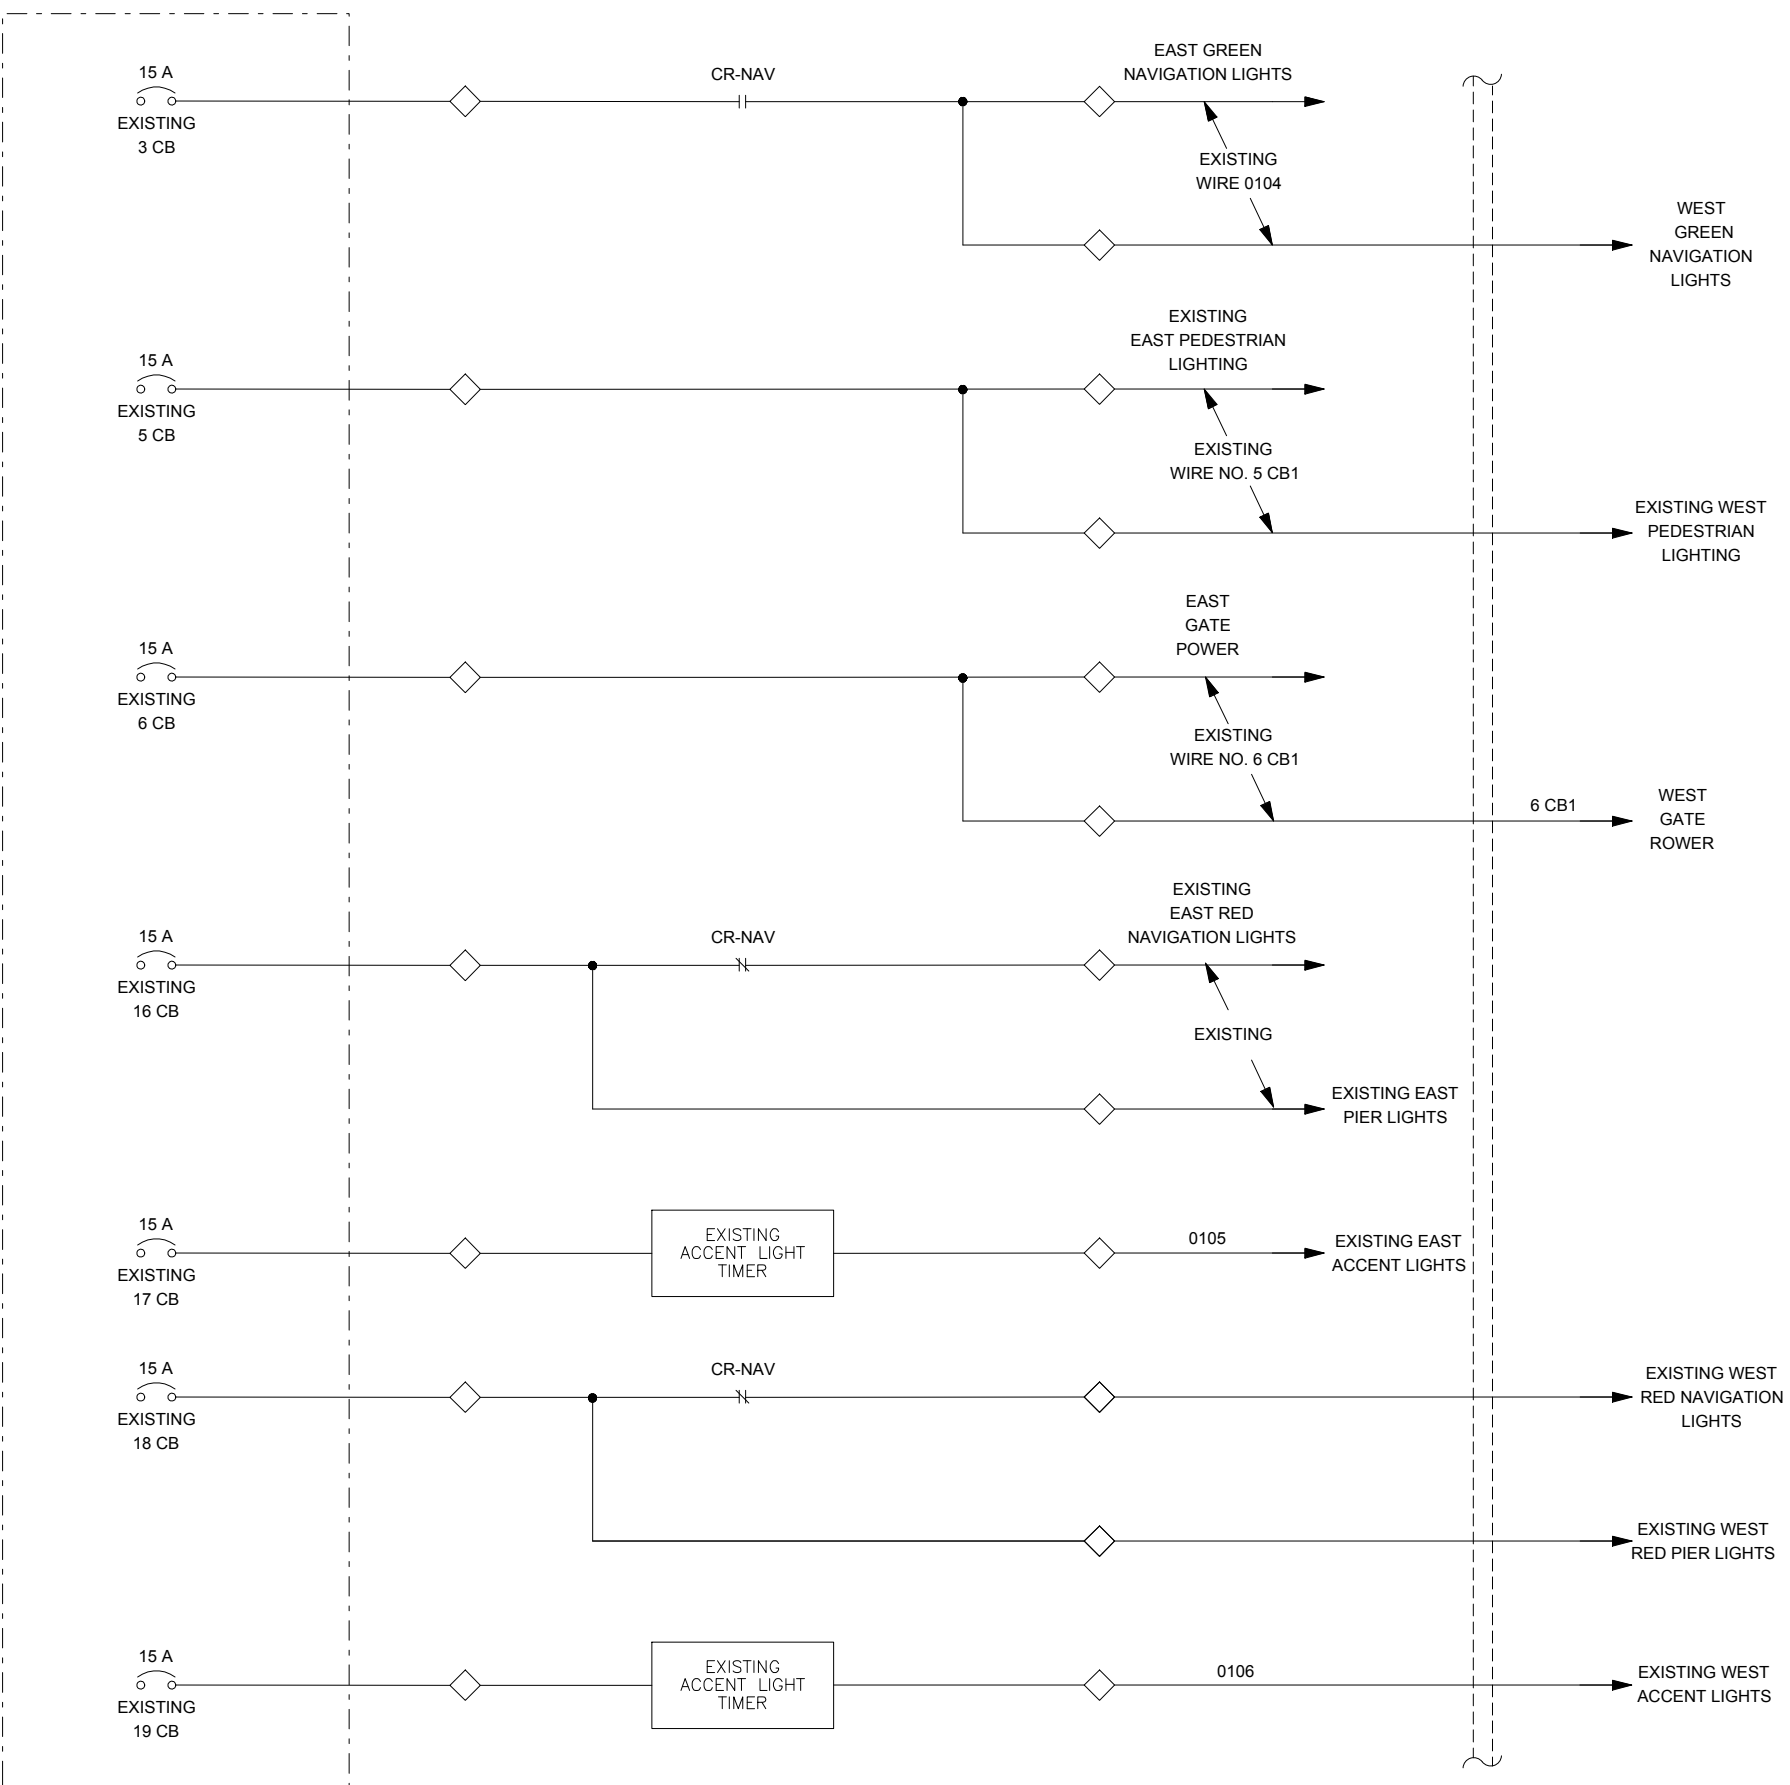 15 A
EXISTING
3 CB
CR-NAV
EAST GREEN
NAVIGATION LIGHTS
EXISTING
WIRE 0104
WEST
GREEN
NAVIGATION
LIGHTS
15 A
EXISTING
5 CB
EXISTING
EAST PEDESTRIAN
LIGHTING
EXISTING
WIRE NO. 5 CB1
EXISTING WEST
PEDESTRIAN
LIGHTING
15 A
EXISTING
6 CB
EAST
GATE
POWER
EXISTING
WIRE NO. 6 CB1
6 CB1
WEST
GATE
ROWER
15 A
EXISTING
16 CB
CR-NAV
EXISTING
EAST RED
NAVIGATION LIGHTS
EXISTING
EXISTING EAST
PIER LIGHTS
15 A
EXISTING
17 CB
EXISTING
ACCENT LIGHT
TIMER
0105
EXISTING EAST
ACCENT LIGHTS
15 A
EXISTING
18 CB
CR-NAV
EXISTING WEST
RED NAVIGATION
LIGHTS
EXISTING WEST
RED PIER LIGHTS
15 A
EXISTING
19 CB
EXISTING
ACCENT LIGHT
TIMER
0106
EXISTING WEST
ACCENT LIGHTS